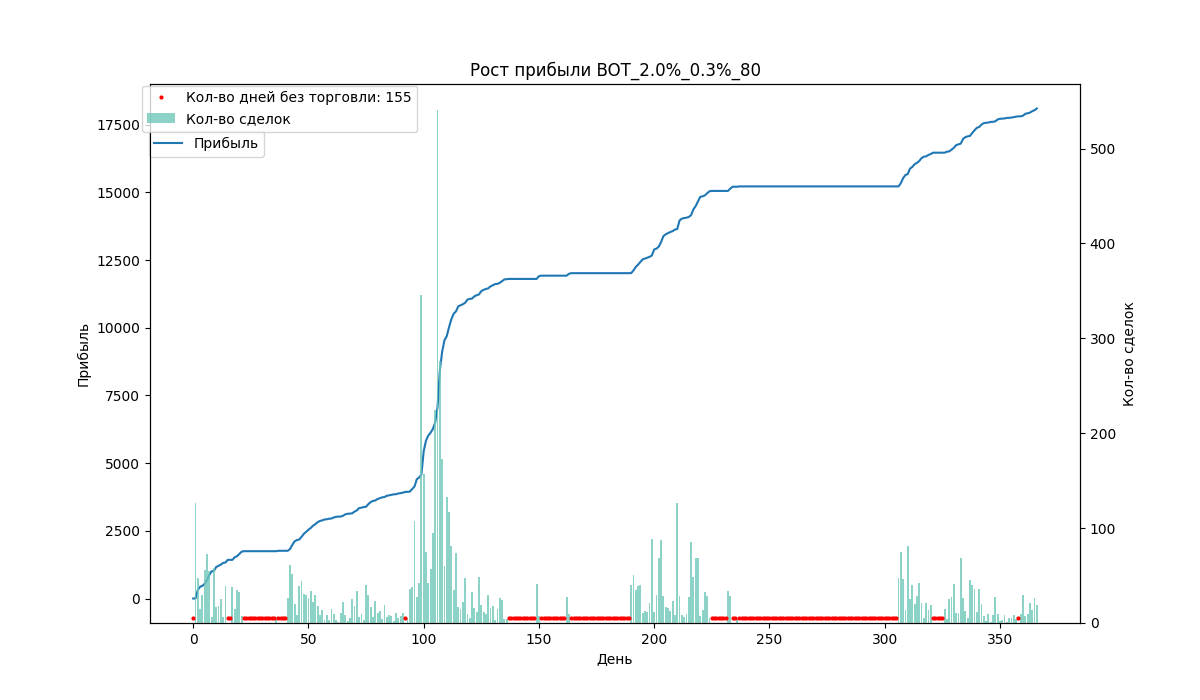 Рост прибыли BOT_2.0%_0.3%_80
Кол-во дней без торговли: 155
Кол-во сделок
Прибыль
17500
15000
12500
10000
7500
5000
2500
0
Прибыль
500
400
300
200
100
0
Кол-во сделок
0 50 100 150 200 250 300 350
День